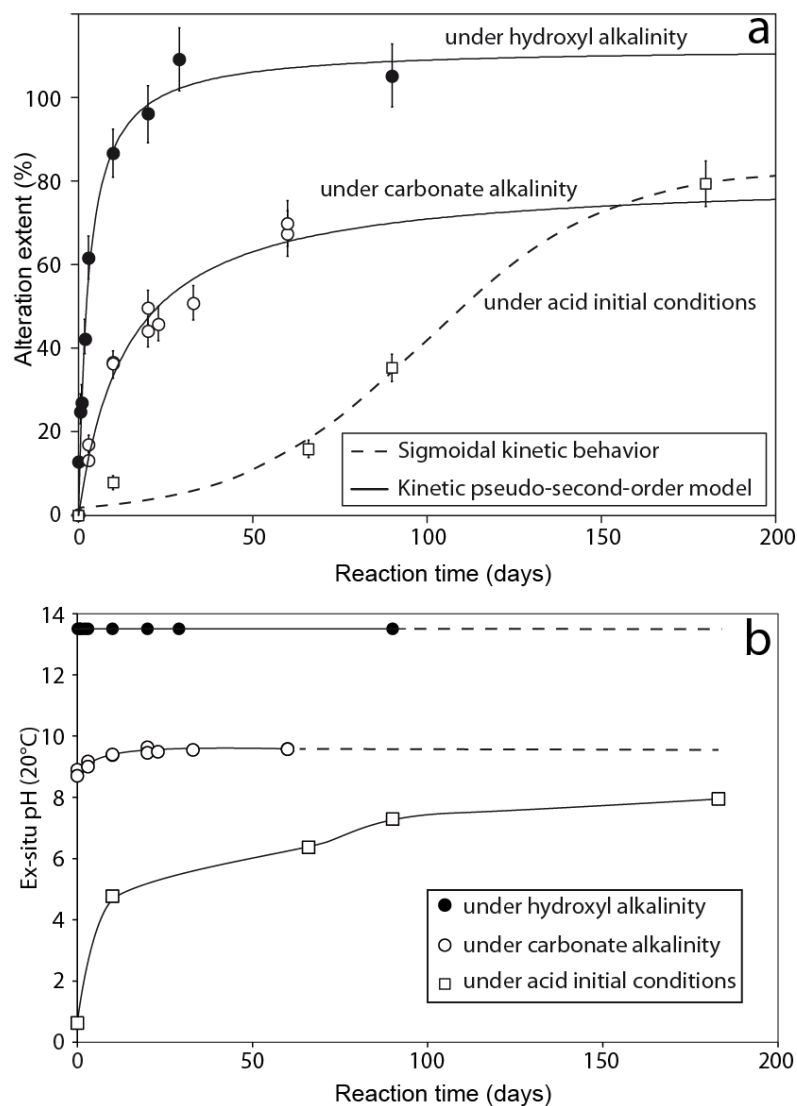 a
under hydroxyl alkalinity
100
80
60
40
20
0
Alteration extent (%)
under carbonate alkalinity
under acid initial conditions
Sigmoidal kinetic behavior
Kinetic pseudo-second-order model
0 50 100 150 200
Reaction time (days)
b
14
12
10
8
6
4
2
0
Ex-situ pH (20°C)
under hydroxyl alkalinity
under carbonate alkalinity
under acid initial conditions
0 50 100 150 200
Reaction time (days)